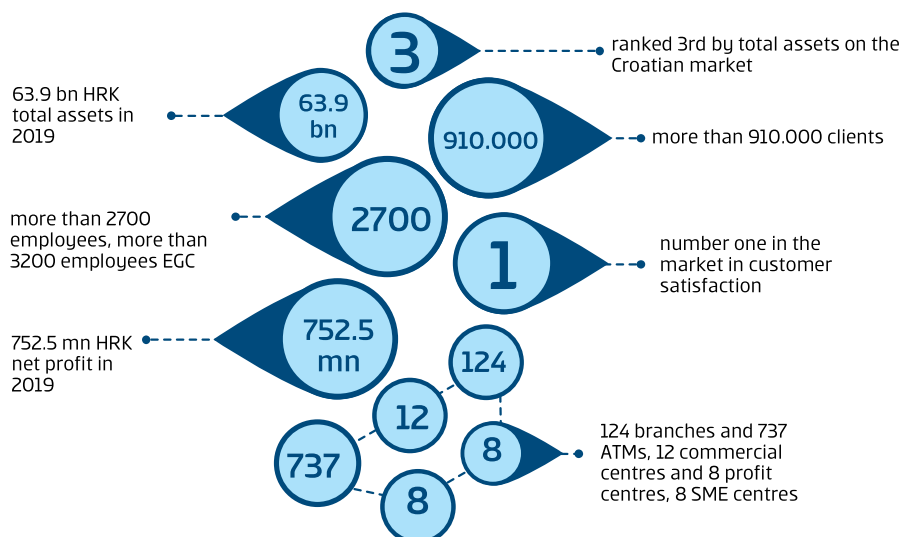 3
ranked 3rd by total assets on the
Croatian market
63.9 bn HRK
total assets in
2019
63.9
bn
910.000
more than 910.000 clients
more than 2700
employees, more than
3200 employees EGC
2700
1
number one in the
market in customer
satisfaction
752.5 mn HRK
net profit in
2019
752.5
mn
124
12
737
8
8
124 branches and 737
ATMs, 12 commercial
centres and 8 profit
centres, 8 SME centres